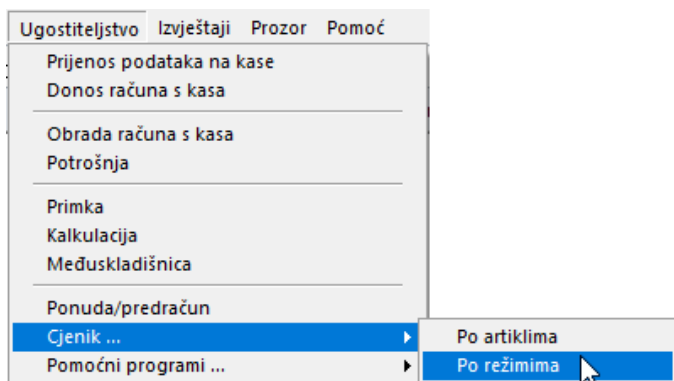 Ugostiteljstvo Izvještaji Prozor Pomoć
Prijenos podataka na kase
Donos računa s kasa
Obrada računa s kasa
Potrošnja
Primka
Kalkulacija
Međuskladišnica
Ponuda/predračun
Cjenik ...
Po artiklima
Pomoćni programi ...
Po režimima